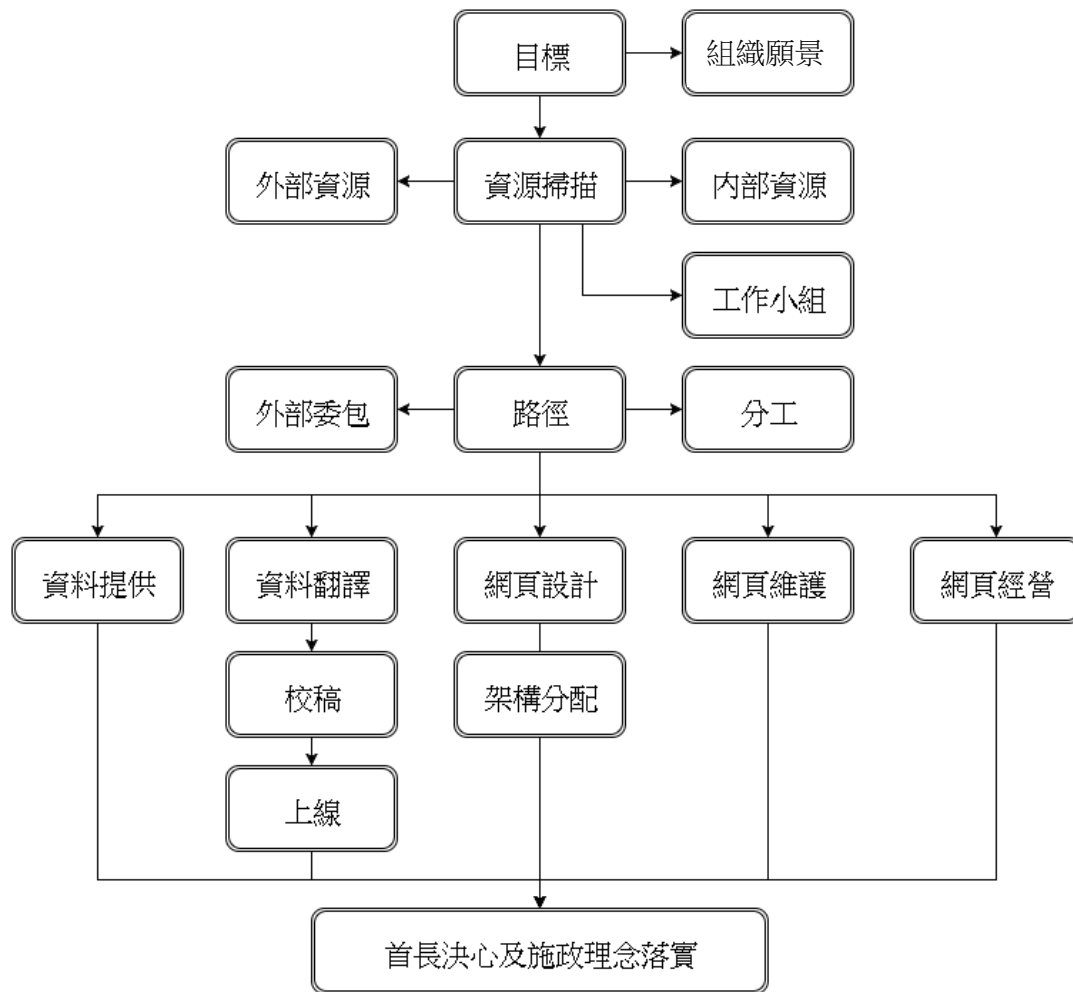 目標
組織願景
外部資源
資源掃描
內部資源
工作小組
外部委包
路徑
分工
資料提供
資料翻譯
網頁設計
網頁維護
網頁經營
校稿
架構分配
上線
首長決心及施政理念落實